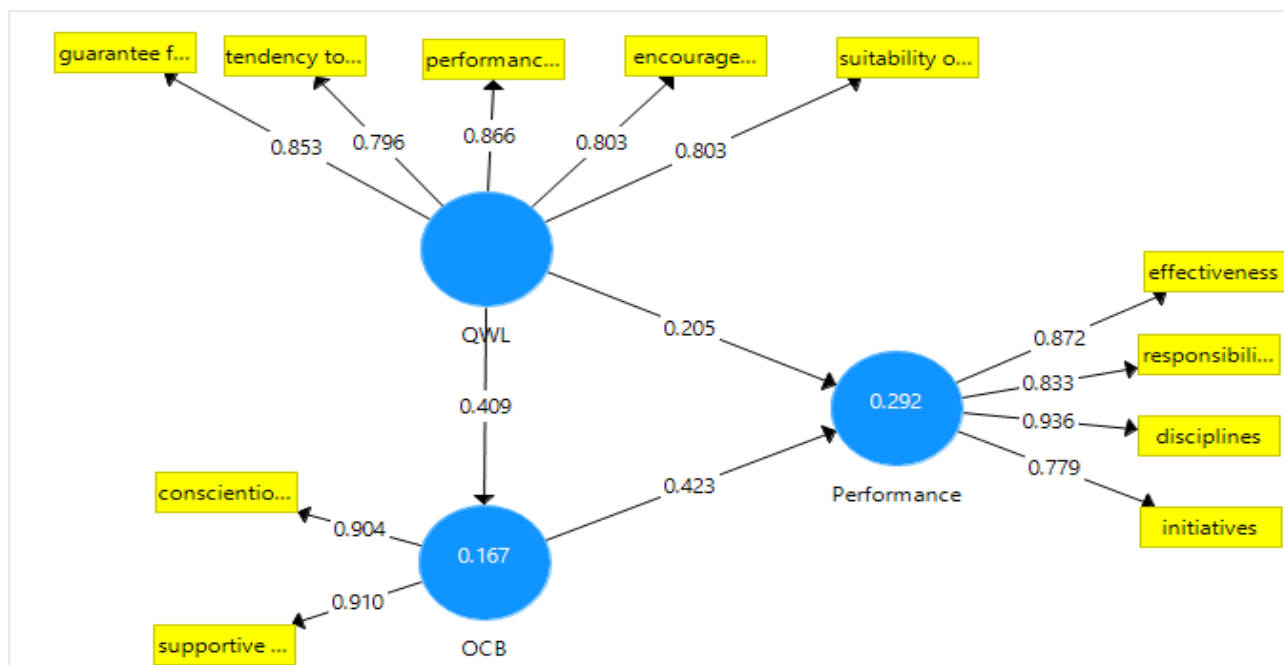 guarantee f...
tendency to...
performanc...
encourage...
suitability o...
0.853
0.796
0.866
0.803
0.803
QWL
effectiveness
0.205
0.872
responsibili...
0.833
0.409
0.292
0.936
disciplines
0.779
conscientio...
0.423
Performance
initiatives
0.904
0.167
0.910
supportive ...
OCB